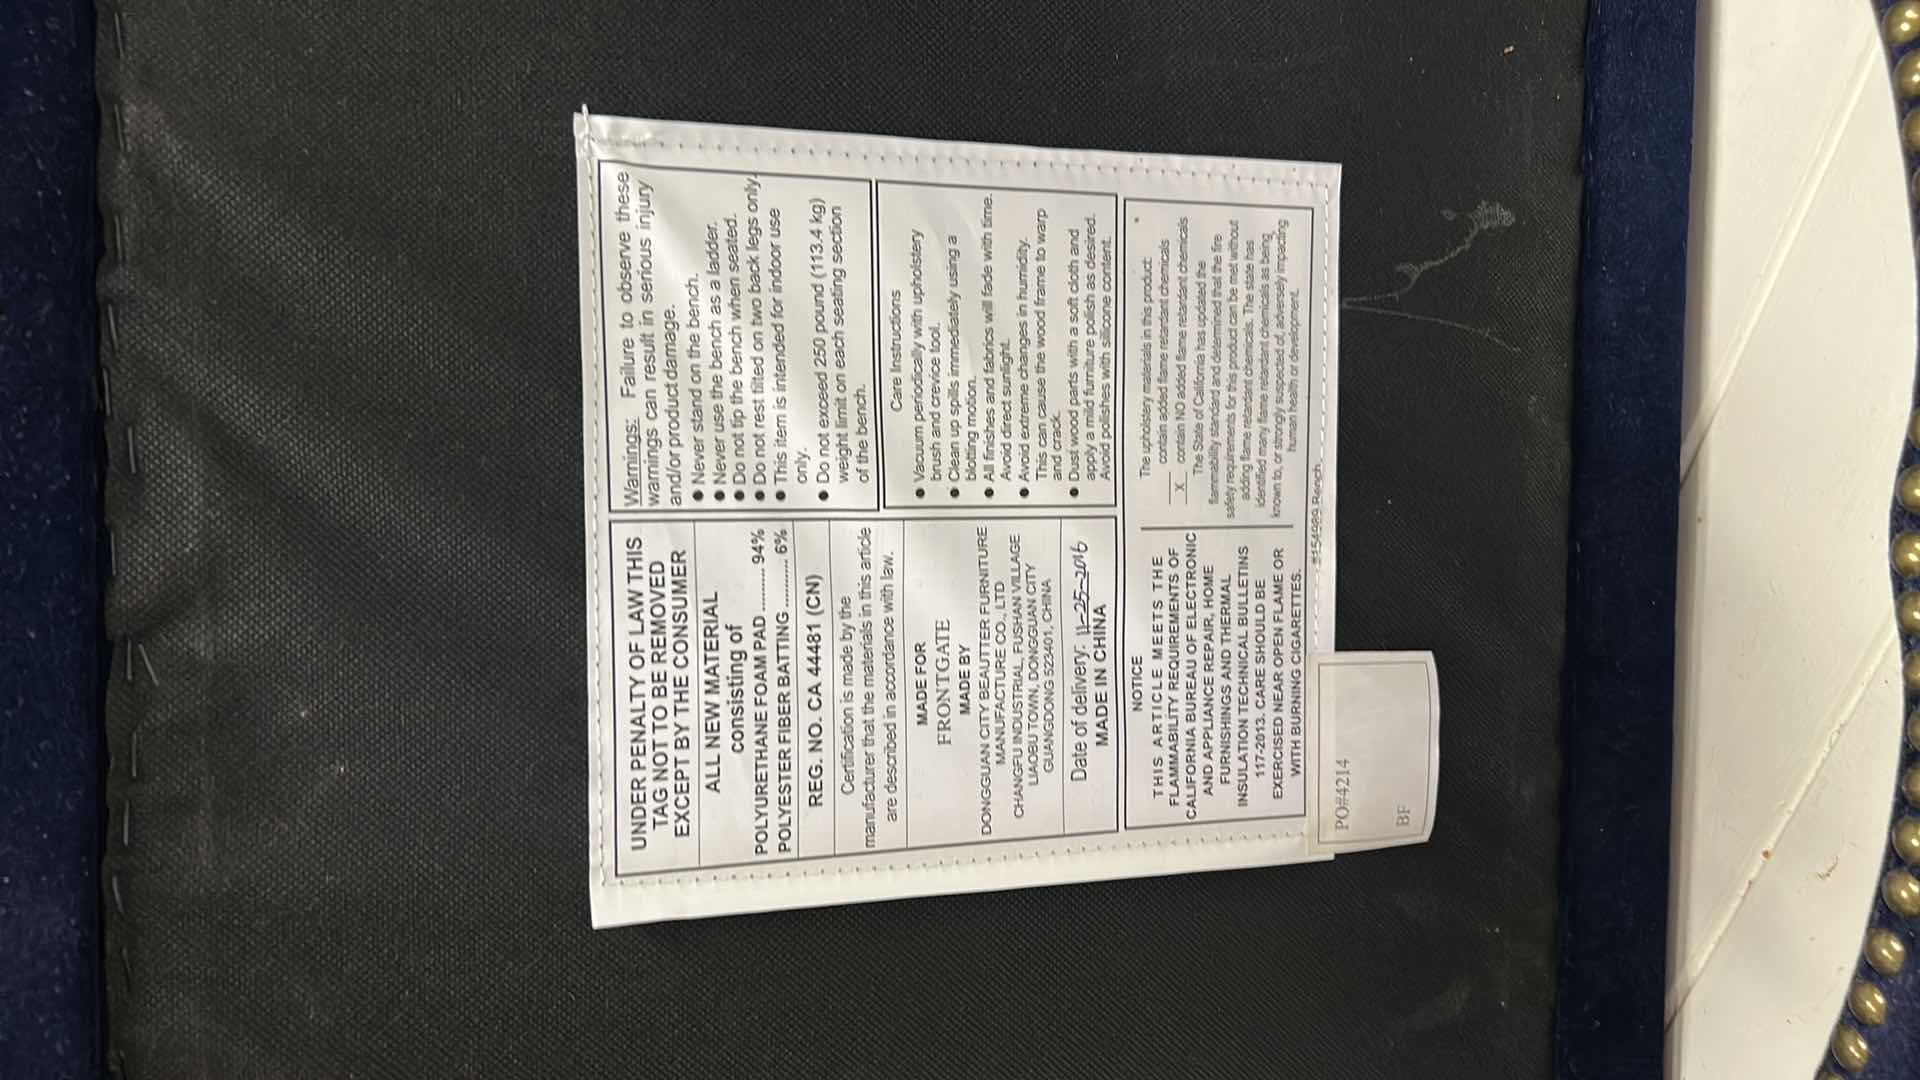 UNDER PENALTY OF LAW THIS
TAG NOT TO BE REMOVED
EXCEPT BY THE CONSUMER
ALL NEW MATERIAL
consisting of
POLYURETHANE FOAM PAD .......... 94%
POLYESTER FIBER BATTING .......... 6%
REG. NO. CA 44481 (CN)
Certification is made by the
manufacturer that the materials in this article
are described in accordance with law.
MADE FOR
FRONTGATE
MADE BY
DONGGUAN CITY BEAUTTER FURNITURE
MANUFACTURE CO., LTD
CHANGFU INDUSTRIAL, FUSHAN VILLAGE
LIAOBU TOWN, DONGGUAN CITY
GUANGDONG 523401, CHINA
Date of delivery: 11-25-2016
MADE IN CHINA
Warnings: Failure to observe these
warnings can result in serious injury
and/or product damage.
● Never stand on the bench.
● Never use the bench as a ladder.
● Do not tip the bench when seated.
● Do not rest tilted on two back legs only.
● This item is intended for indoor use
only.
● Do not exceed 250 pound (113.4 kg)
weight limit on each seating section
of the bench.
Care Instructions
● Vacuum periodically with upholstery
brush and crevice tool.
● Clean up spills immediately using a
blotting motion.
● All finishes and fabrics will fade with time.
Avoid direct sunlight.
● Avoid extreme changes in humidity.
This can cause the wood frame to warp
and crack.
● Dust wood parts with a soft cloth and
apply a mild furniture polish as desired.
Avoid polishes with silicone content.
NOTICE
THIS ARTICLE MEETS THE
FLAMMABILITY REQUIREMENTS OF
CALIFORNIA BUREAU OF ELECTRONIC
AND APPLIANCE REPAIR, HOME
FURNISHINGS AND THERMAL
INSULATION TECHNICAL BULLETINS
117-2013. CARE SHOULD BE
EXERCISED NEAR OPEN FLAME OR
WITH BURNING CIGARETTES.
The upholstery materials in this product:
___ contain added flame retardant chemicals
X contain NO added flame retardant chemicals
The State of California has updated the
flammability standard and determined that the fire
safety requirements for this product can be met without
adding flame retardant chemicals. The state has
identified many flame retardant chemicals as being
known to, or strongly suspected of, adversely impacting
human health or development.
#154989 Bench
PO#4214
BF